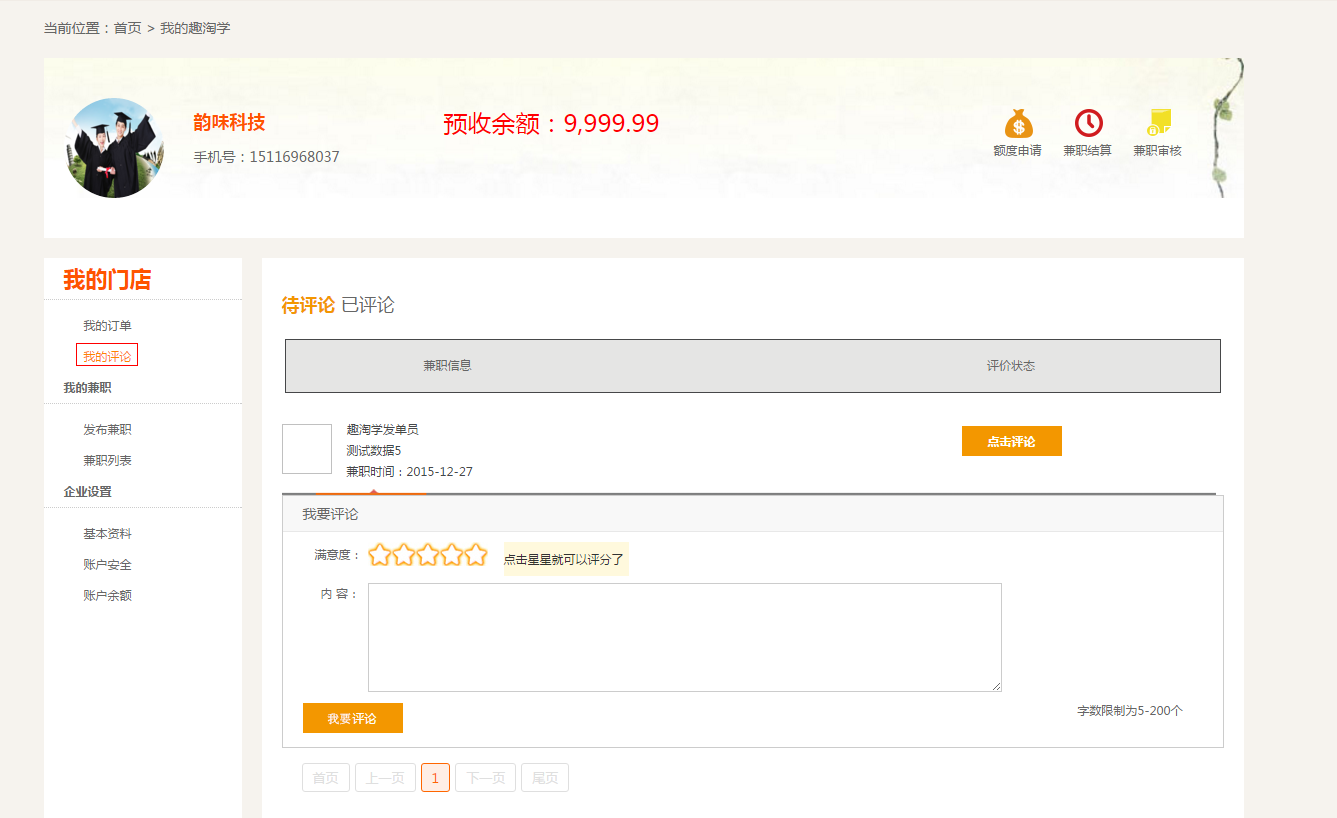 当前位置：首页 > 我的趣淘学
韵味科技
手机号：15116968037
预收余额：9,999.99
额度申请 兼职结算 兼职审核
我的门店
我的订单
我的评论
我的兼职
发布兼职
兼职列表
企业设置
基本资料
账户安全
账户余额
待评论 已评论
兼职信息 评价状态
趣淘学发单员
测试数据5
兼职时间：2015-12-27
点击评论
我要评论
满意度： 点击星星就可以评分了
内 容：
我要评论
字数限制为5-200个
首页 上一页 1 下一页 尾页